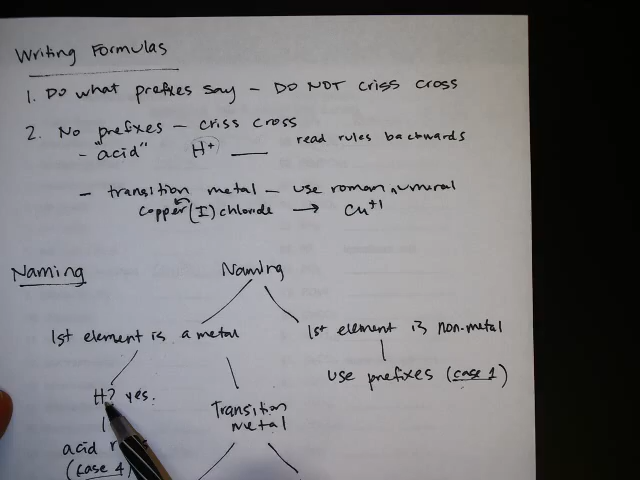 Writing Formulas
1. Do what prefixes say - DO NOT criss cross
2. No prefixes - criss cross
- "acid" H+ __ read rules backwards
- transition metal - use roman numeral
copper (I) chloride → Cu+1
Naming Naming
1st element is a metal 1st element is non-metal
use prefixes (case 1)
H? yes.
Transition
metal
acid
(case 4)